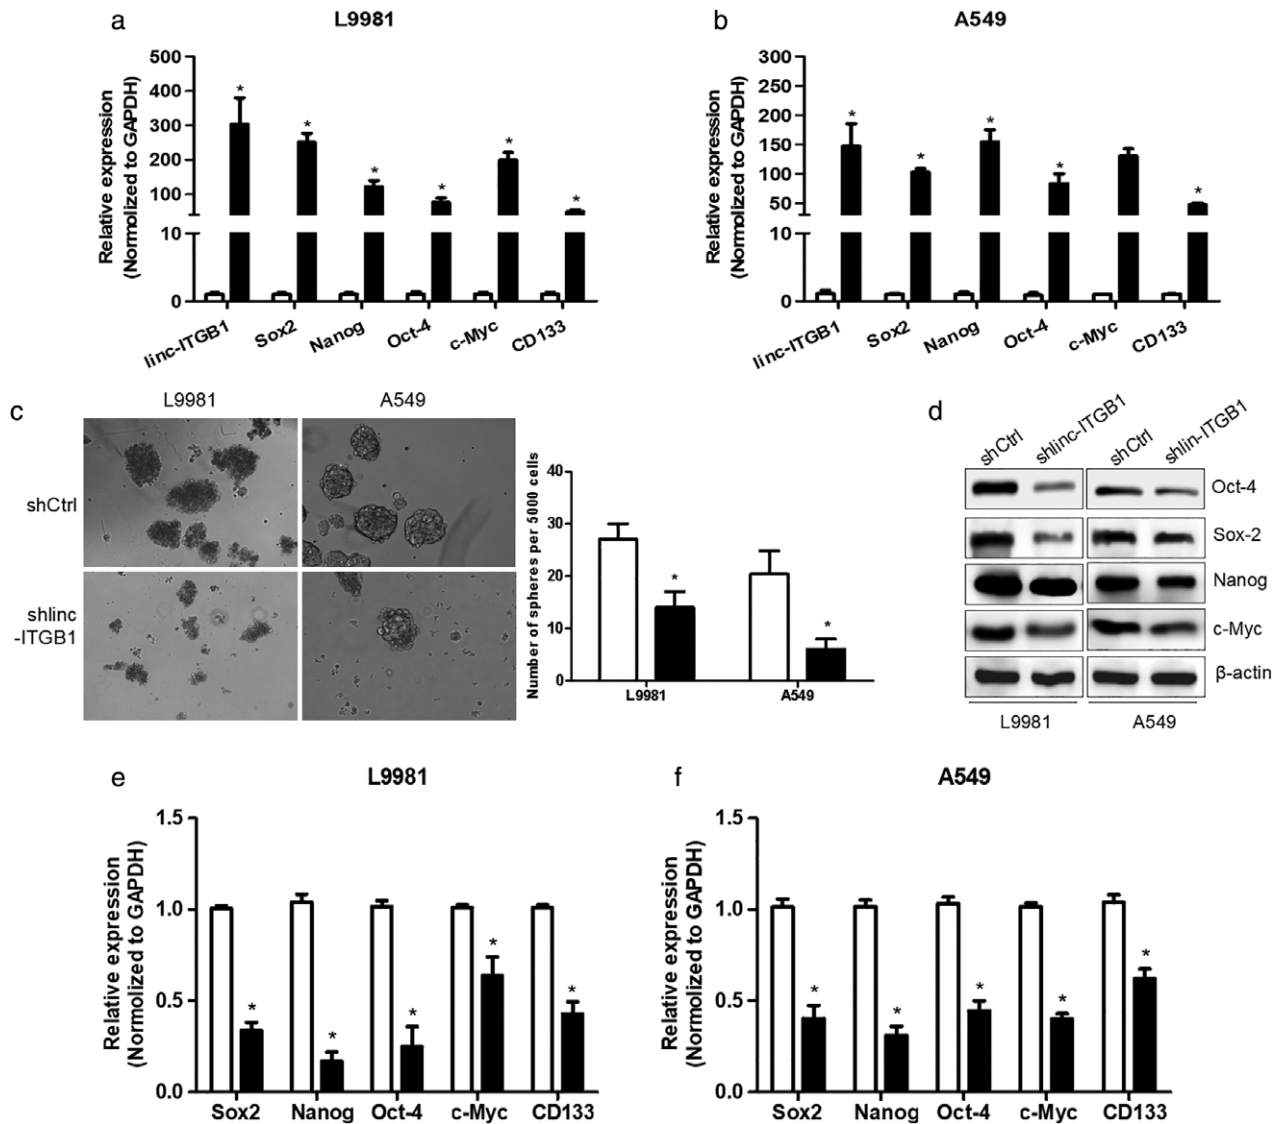 a
L9981
Relative expression
(Normolized to GAPDH)
500
400
300
200
100
10
0
*
*
*
*
*
*
linc-ITGB1
Sox2
Nanog
Oct-4
c-Myc
CD133
b
A549
Relative expression
(Normolized to GAPDH)
300
250
200
150
100
50
10
0
*
*
*
*
*
linc-ITGB1
Sox2
Nanog
Oct-4
c-Myc
CD133
c
L9981
A549
shCtrl
shlinc
-ITGB1
Number of spheres per 5000 cells
40
30
20
10
0
*
*
L9981
A549
d
shCtrl
shlinc-ITGB1
shCtrl
shlin-ITGB1
Oct-4
Sox-2
Nanog
c-Myc
β-actin
L9981
A549
e
L9981
Relative expression
(Normolized to GAPDH)
1.5
1.0
0.5
0.0
*
*
*
*
*
Sox2
Nanog
Oct-4
c-Myc
CD133
f
A549
Relative expression
(Normolized to GAPDH)
1.5
1.0
0.5
0.0
*
*
*
*
*
Sox2
Nanog
Oct-4
c-Myc
CD133